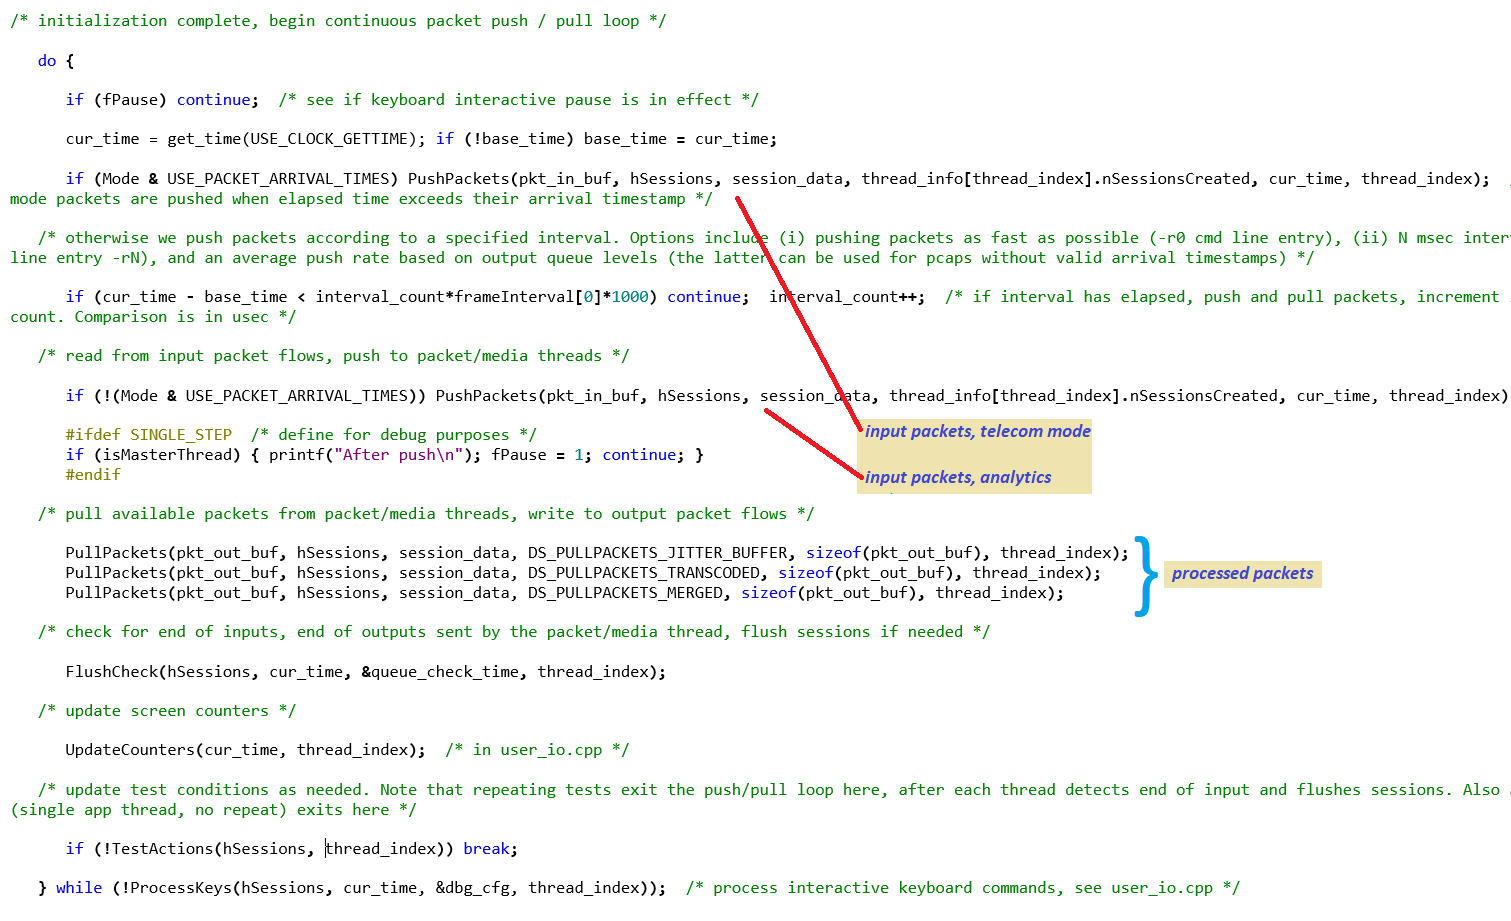 /* initialization complete, begin continuous packet push / pull loop */
do {
if (fPause) continue;  /* see if keyboard interactive pause is in effect */
cur_time = get_time(USE_CLOCK_GETTIME); if (!base_time) base_time = cur_time;
if (Mode & USE_PACKET_ARRIVAL_TIMES) PushPackets(pkt_in_buf, hSessions, session_data, thread_info[thread_index].nSessionsCreated, cur_time, thread_index);
mode packets are pushed when elapsed time exceeds their arrival timestamp */
/* otherwise we push packets according to a specified interval. Options include (i) pushing packets as fast as possible (-r0 cmd line entry), (ii) N msec inter
line entry -rN), and an average push rate based on output queue levels (the latter can be used for pcaps without valid arrival timestamps) */
if (cur_time - base_time < interval_count*frameInterval[0]*1000) continue;  interval_count++;  /* if interval has elapsed, push and pull packets, increment
count. Comparison is in usec */
/* read from input packet flows, push to packet/media threads */
if (!(Mode & USE_PACKET_ARRIVAL_TIMES)) PushPackets(pkt_in_buf, hSessions, session_data, thread_info[thread_index].nSessionsCreated, cur_time, thread_index)
#ifdef SINGLE_STEP  /* define for debug purposes */
input packets, telecom mode
if (isMasterThread) { printf("After push\n"); fPause = 1; continue; }
#endif
input packets, analytics
/* pull available packets from packet/media threads, write to output packet flows */
PullPackets(pkt_out_buf, hSessions, session_data, DS_PULLPACKETS_JITTER_BUFFER, sizeof(pkt_out_buf), thread_index);
PullPackets(pkt_out_buf, hSessions, session_data, DS_PULLPACKETS_TRANSCODED, sizeof(pkt_out_buf), thread_index);
processed packets
PullPackets(pkt_out_buf, hSessions, session_data, DS_PULLPACKETS_MERGED, sizeof(pkt_out_buf), thread_index);
/* check for end of inputs, end of outputs sent by the packet/media thread, flush sessions if needed */
FlushCheck(hSessions, cur_time, &queue_check_time, thread_index);
/* update screen counters */
UpdateCounters(cur_time, thread_index);  /* in user_io.cpp */
/* update test conditions as needed. Note that repeating tests exit the push/pull loop here, after each thread detects end of input and flushes sessions. Also
(single app thread, no repeat) exits here */
if (!TestActions(hSessions, thread_index)) break;
} while (!ProcessKeys(hSessions, cur_time, &dbg_cfg, thread_index));  /* process interactive keyboard commands, see user_io.cpp */